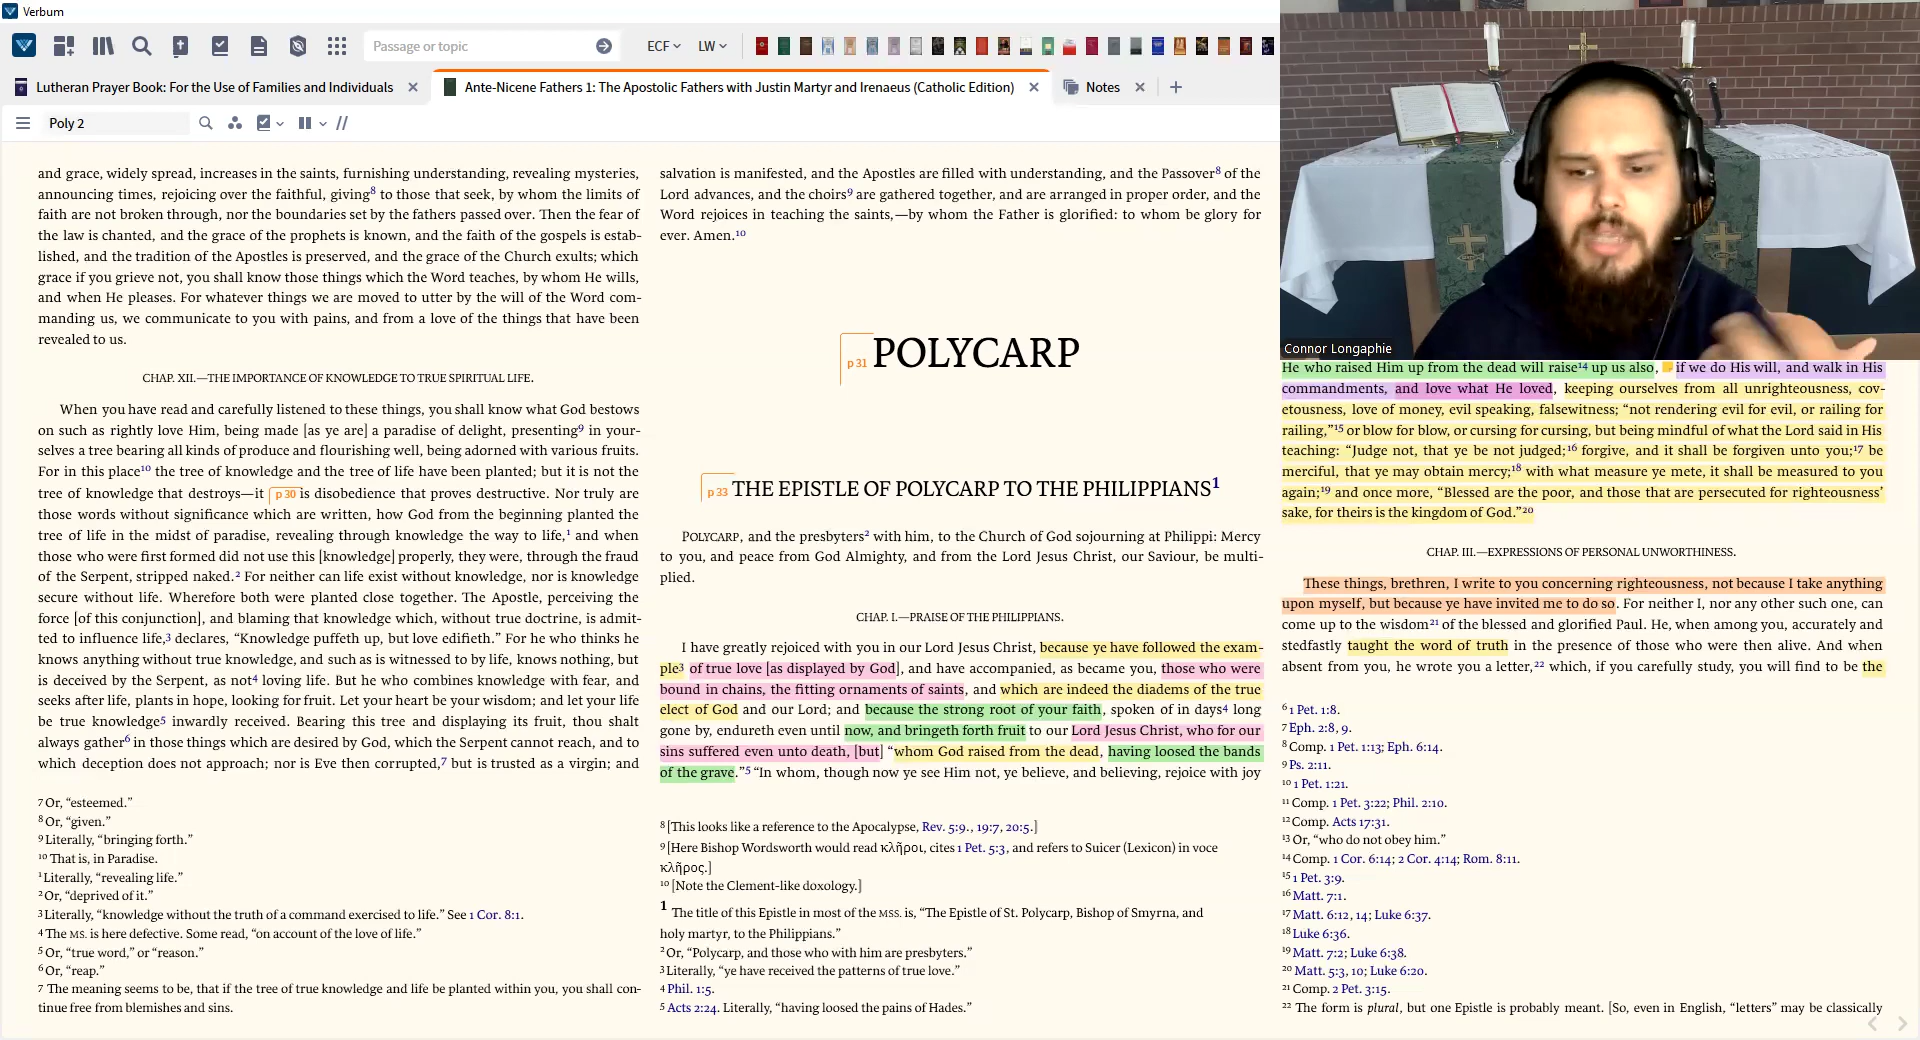 Verbum
Passage or topic
ECF
LW
Lutheran Prayer Book: For the Use of Families and Individuals
Ante-Nicene Fathers 1: The Apostolic Fathers with Justin Martyr and Irenaeus (Catholic Edition)
Notes
Poly 2
and grace, widely spread, increases in the saints, furnishing understanding, revealing mysteries,
announcing times, rejoicing over the faithful, giving⁸ to those that seek, by whom the limits of
faith are not broken through, nor the boundaries set by the fathers passed over. Then the fear of
the law is chanted, and the grace of the prophets is known, and the faith of the gospels is estab-
lished, and the tradition of the Apostles is preserved, and the grace of the Church exults; which
grace if you grieve not, you shall know those things which the Word teaches, by whom He wills,
and when He pleases. For whatever things we are moved to utter by the will of the Word com-
manding us, we communicate to you with pains, and from a love of the things that have been
revealed to us.
CHAP. XII.—THE IMPORTANCE OF KNOWLEDGE TO TRUE SPIRITUAL LIFE.
When you have read and carefully listened to these things, you shall know what God bestows
on such as rightly love Him, being made [as ye are] a paradise of delight, presenting⁹ in your-
selves a tree bearing all kinds of produce and flourishing well, being adorned with various fruits.
For in this place¹⁰ the tree of knowledge and the tree of life have been planted; but it is not the
tree of knowledge that destroys—it p 30 is disobedience that proves destructive. Nor truly are
those words without significance which are written, how God from the beginning planted the
tree of life in the midst of paradise, revealing through knowledge the way to life,¹ and when
those who were first formed did not use this [knowledge] properly, they were, through the fraud
of the Serpent, stripped naked.² For neither can life exist without knowledge, nor is knowledge
secure without life. Wherefore both were planted close together. The Apostle, perceiving the
force [of this conjunction], and blaming that knowledge which, without true doctrine, is admit-
ted to influence life,³ declares, “Knowledge puffeth up, but love edifieth.” For he who thinks he
knows anything without true knowledge, and such as is witnessed to by life, knows nothing, but
is deceived by the Serpent, as not⁴ loving life. But he who combines knowledge with fear, and
seeks after life, plants in hope, looking for fruit. Let your heart be your wisdom; and let your life
be true knowledge⁵ inwardly received. Bearing this tree and displaying its fruit, thou shalt
always gather⁶ in those things which are desired by God, which the Serpent cannot reach, and to
which deception does not approach; nor is Eve then corrupted,⁷ but is trusted as a virgin; and
⁷ Or, “esteemed.”
⁸ Or, “given.”
⁹ Literally, “bringing forth.”
¹⁰ That is, in Paradise.
¹ Literally, “revealing life.”
² Or, “deprived of it.”
³ Literally, “knowledge without the truth of a command exercised to life.” See 1 Cor. 8:1.
⁴ The MS. is here defective. Some read, “on account of the love of life.”
⁵ Or, “true word,” or “reason.”
⁶ Or, “reap.”
⁷ The meaning seems to be, that if the tree of true knowledge and life be planted within you, you shall con-
tinue free from blemishes and sins.
salvation is manifested, and the Apostles are filled with understanding, and the Passover⁸ of the
Lord advances, and the choirs⁹ are gathered together, and are arranged in proper order, and the
Word rejoices in teaching the saints,—by whom the Father is glorified: to whom be glory for
ever. Amen.¹⁰
p 31 POLYCARP
p 33 THE EPISTLE OF POLYCARP TO THE PHILIPPIANS¹
POLYCARP, and the presbyters² with him, to the Church of God sojourning at Philippi: Mercy
to you, and peace from God Almighty, and from the Lord Jesus Christ, our Saviour, be multi-
plied.
CHAP. I.—PRAISE OF THE PHILIPPIANS.
I have greatly rejoiced with you in our Lord Jesus Christ, because ye have followed the exam-
ple³ of true love [as displayed by God], and have accompanied, as became you, those who were
bound in chains, the fitting ornaments of saints, and which are indeed the diadems of the true
elect of God and our Lord; and because the strong root of your faith, spoken of in days⁴ long
gone by, endureth even until now, and bringeth forth fruit to our Lord Jesus Christ, who for our
sins suffered even unto death, [but] “whom God raised from the dead, having loosed the bands
of the grave.”⁵ “In whom, though now ye see Him not, ye believe, and believing, rejoice with joy
⁸ [This looks like a reference to the Apocalypse, Rev. 5:9., 19:7, 20:5.]
⁹ [Here Bishop Wordsworth would read κλῆροι, cites 1 Pet. 5:3, and refers to Suicer (Lexicon) in voce
κλῆρος.]
¹⁰ [Note the Clement-like doxology.]
¹ The title of this Epistle in most of the MSS. is, “The Epistle of St. Polycarp, Bishop of Smyrna, and
holy martyr, to the Philippians.”
² Or, “Polycarp, and those who with him are presbyters.”
³ Literally, “ye have received the patterns of true love.”
⁴ Phil. 1:5.
⁵ Acts 2:24. Literally, “having loosed the pains of Hades.”
Connor Longaphie
He who raised Him up from the dead will raise¹⁴ up us also, if we do His will, and walk in His
commandments, and love what He loved, keeping ourselves from all unrighteousness, cov-
etousness, love of money, evil speaking, falsewitness; “not rendering evil for evil, or railing for
railing,”¹⁵ or blow for blow, or cursing for cursing, but being mindful of what the Lord said in His
teaching: “Judge not, that ye be not judged;¹⁶ forgive, and it shall be forgiven unto you;¹⁷ be
merciful, that ye may obtain mercy;¹⁸ with what measure ye mete, it shall be measured to you
again;¹⁹ and once more, “Blessed are the poor, and those that are persecuted for righteousness’
sake, for theirs is the kingdom of God.”²⁰
CHAP. III.—EXPRESSIONS OF PERSONAL UNWORTHINESS.
These things, brethren, I write to you concerning righteousness, not because I take anything
upon myself, but because ye have invited me to do so. For neither I, nor any other such one, can
come up to the wisdom²¹ of the blessed and glorified Paul. He, when among you, accurately and
stedfastly taught the word of truth in the presence of those who were then alive. And when
absent from you, he wrote you a letter,²² which, if you carefully study, you will find to be the
⁶ 1 Pet. 1:8.
⁷ Eph. 2:8, 9.
⁸ Comp. 1 Pet. 1:13; Eph. 6:14.
⁹ Ps. 2:11.
¹⁰ 1 Pet. 1:21.
¹¹ Comp. 1 Pet. 3:22; Phil. 2:10.
¹² Comp. Acts 17:31.
¹³ Or, “who do not obey him.”
¹⁴ Comp. 1 Cor. 6:14; 2 Cor. 4:14; Rom. 8:11.
¹⁵ 1 Pet. 3:9.
¹⁶ Matt. 7:1.
¹⁷ Matt. 6:12, 14; Luke 6:37.
¹⁸ Luke 6:36.
¹⁹ Matt. 7:2; Luke 6:38.
²⁰ Matt. 5:3, 10; Luke 6:20.
²¹ Comp. 2 Pet. 3:15.
²² The form is plural, but one Epistle is probably meant. [So, even in English, “letters” may be classically